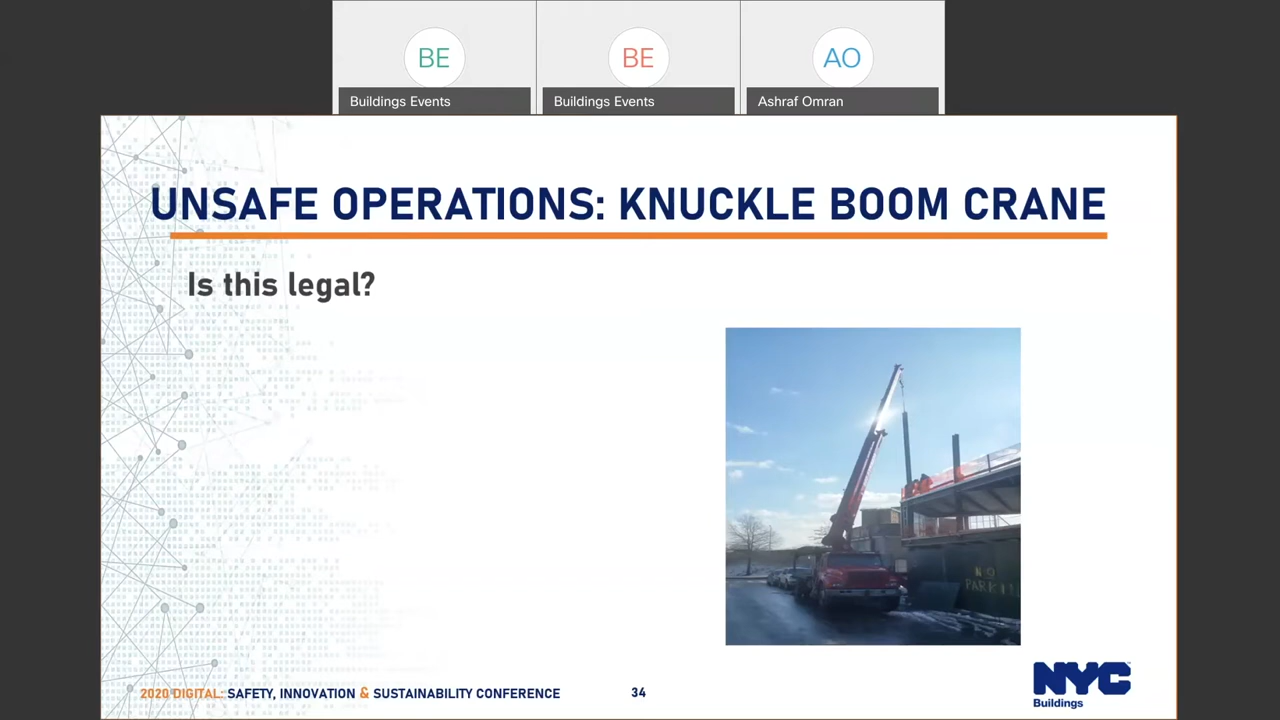 BE
BE
AO
Buildings Events
Buildings Events
Ashraf Omran
UNSAFE OPERATIONS: KNUCKLE BOOM CRANE
Is this legal?
NO
2020 DIGITAL: SAFETY, INNOVATION & SUSTAINABILITY CONFERENCE
34
NYC
Buildings